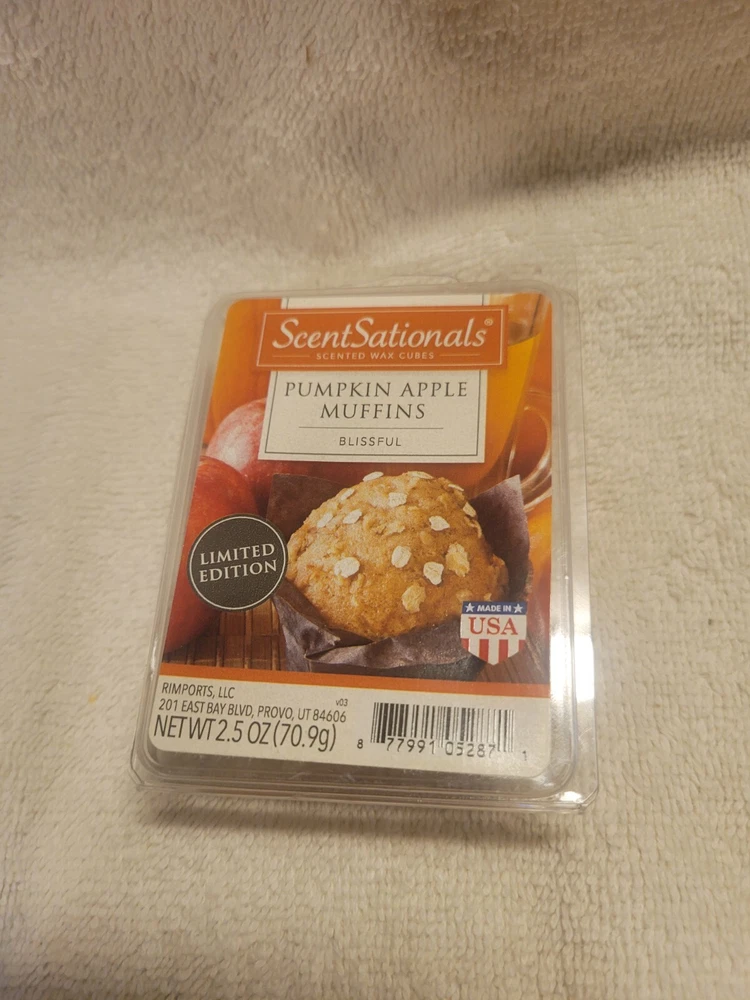 ScentSationals®
SCENTED WAX CUBES
PUMPKIN APPLE
MUFFINS
BLISSFUL
LIMITED
EDITION
★ MADE IN ★
USA
RIMPORTS, LLC
v03
201 EAST BAY BLVD, PROVO, UT 84606
NET WT 2.5 OZ (70.9g)
8 77991 05287 1